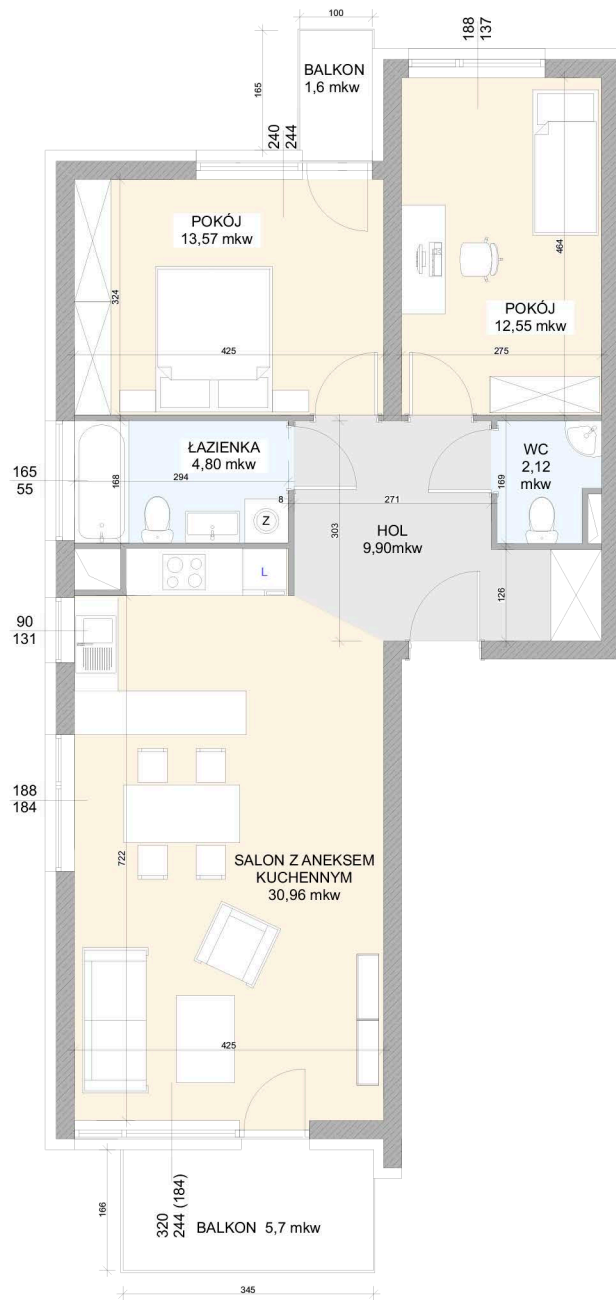 100
188
137
BALKON
1,6 mkw
165
240
244
POKÓJ
13,57 mkw
464
324
POKÓJ
12,55 mkw
425
275
ŁAZIENKA
4,80 mkw
WC
2,12
mkw
165
55
168
294
169
8
271
Z
303
HOL
9,90mkw
L
126
90
131
188
184
722
SALON Z ANEKSEM
KUCHENNYM
30,96 mkw
425
166
320
244 (184)
BALKON 5,7 mkw
345